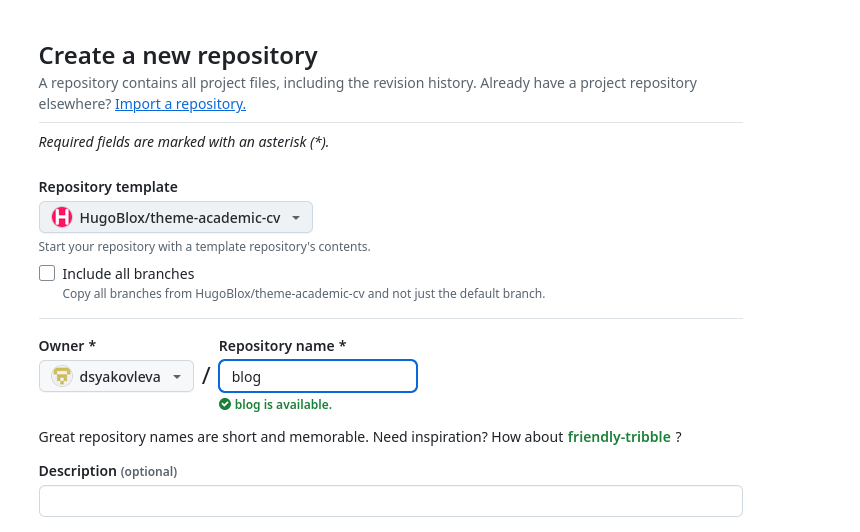 Create a new repository
A repository contains all project files, including the revision history. Already have a project repository
elsewhere? Import a repository.
Required fields are marked with an asterisk (*).
Repository template
H HugoBlox/theme-academic-cv
Start your repository with a template repository's contents.
Include all branches
Copy all branches from HugoBlox/theme-academic-cv and not just the default branch.
Owner * Repository name *
dsyakovleva / blog
blog is available.
Great repository names are short and memorable. Need inspiration? How about friendly-tribble ?
Description (optional)